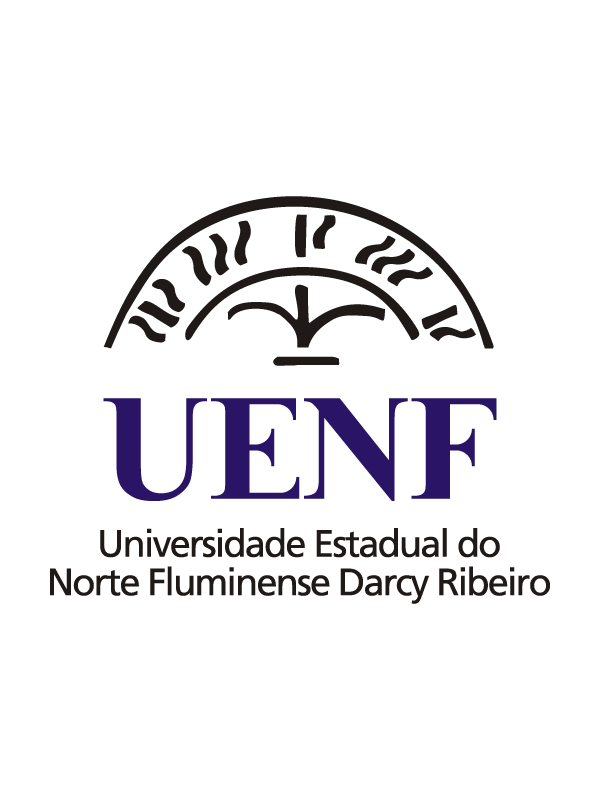 UENF
Universidade Estadual do
Norte Fluminense Darcy Ribeiro